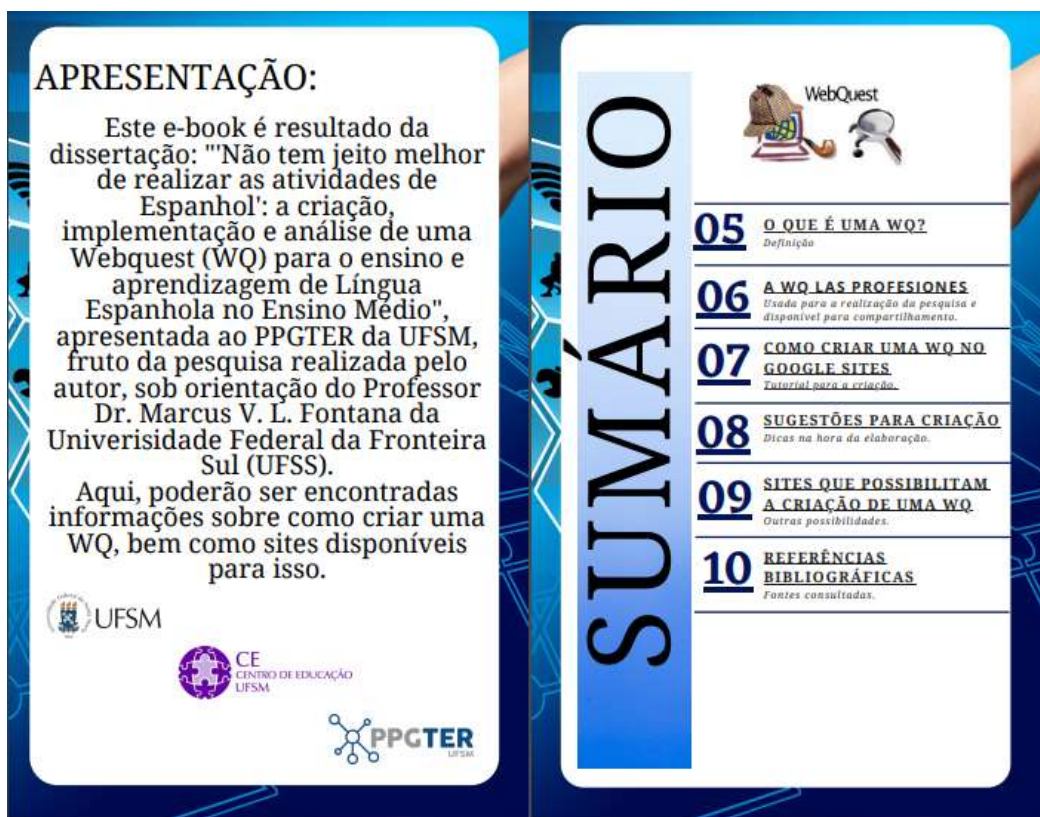 APRESENTAÇÃO:
Este e-book é resultado da
dissertação: "'Não tem jeito melhor
de realizar as atividades de
Espanhol': a criação,
implementação e análise de uma
Webquest (WQ) para o ensino e
aprendizagem de Língua
Espanhola no Ensino Médio",
apresentada ao PPGTER da UFSM,
fruto da pesquisa realizada pelo
autor, sob orientação do Professor
Dr. Marcus V. L. Fontana da
Univerisidade Federal da Fronteira
Sul (UFSS).
Aqui, poderão ser encontradas
informações sobre como criar uma
WQ, bem como sites disponíveis
para isso.
UFSM
CE
CENTRO DE EDUCAÇÃO
UFSM
PPGTER
UFSM
SUMÁRIO
WebQuest
05 O QUE É UMA WQ?
Definição
06 A WQ LAS PROFESIONES
Usada para a realização da pesquisa e
disponível para compartilhamento.
07 COMO CRIAR UMA WQ NO
GOOGLE SITES
Tutorial para a criação.
08 SUGESTÕES PARA CRIAÇÃO
Dicas na hora da elaboração.
09 SITES QUE POSSIBILITAM
A CRIAÇÃO DE UMA WQ
Outras possibilidades.
10 REFERÊNCIAS
BIBLIOGRÁFICAS
Fontes consultadas.